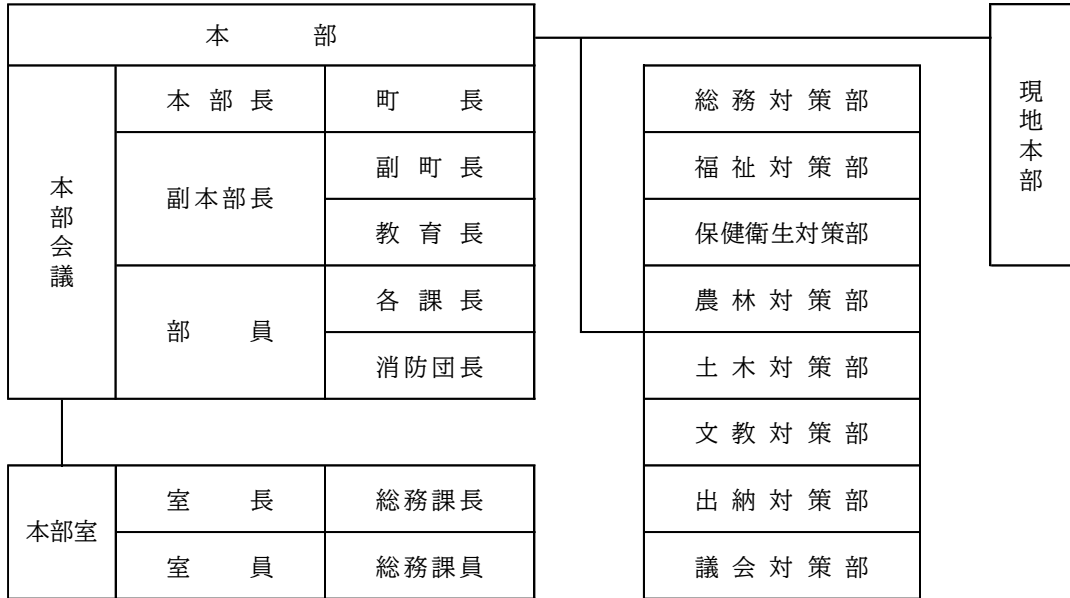 本部
本部会議
本部長
町長
副本部長
副町長
教育長
部員
各課長
消防団長
本部室
室長
総務課長
室員
総務課員
総務対策部
福祉対策部
保健衛生対策部
農林対策部
土木対策部
文教対策部
出納対策部
議会対策部
現地本部